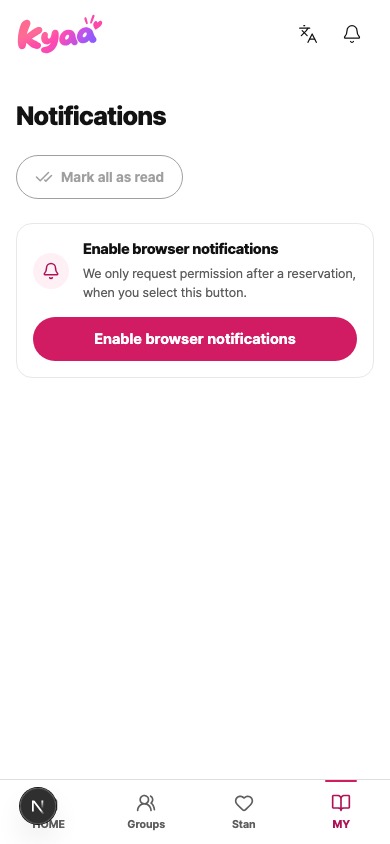 kyaa
Notifications
Mark all as read
Enable browser notifications
We only request permission after a reservation,
when you select this button.
Enable browser notifications
N
HOME
Groups
Stan
MY